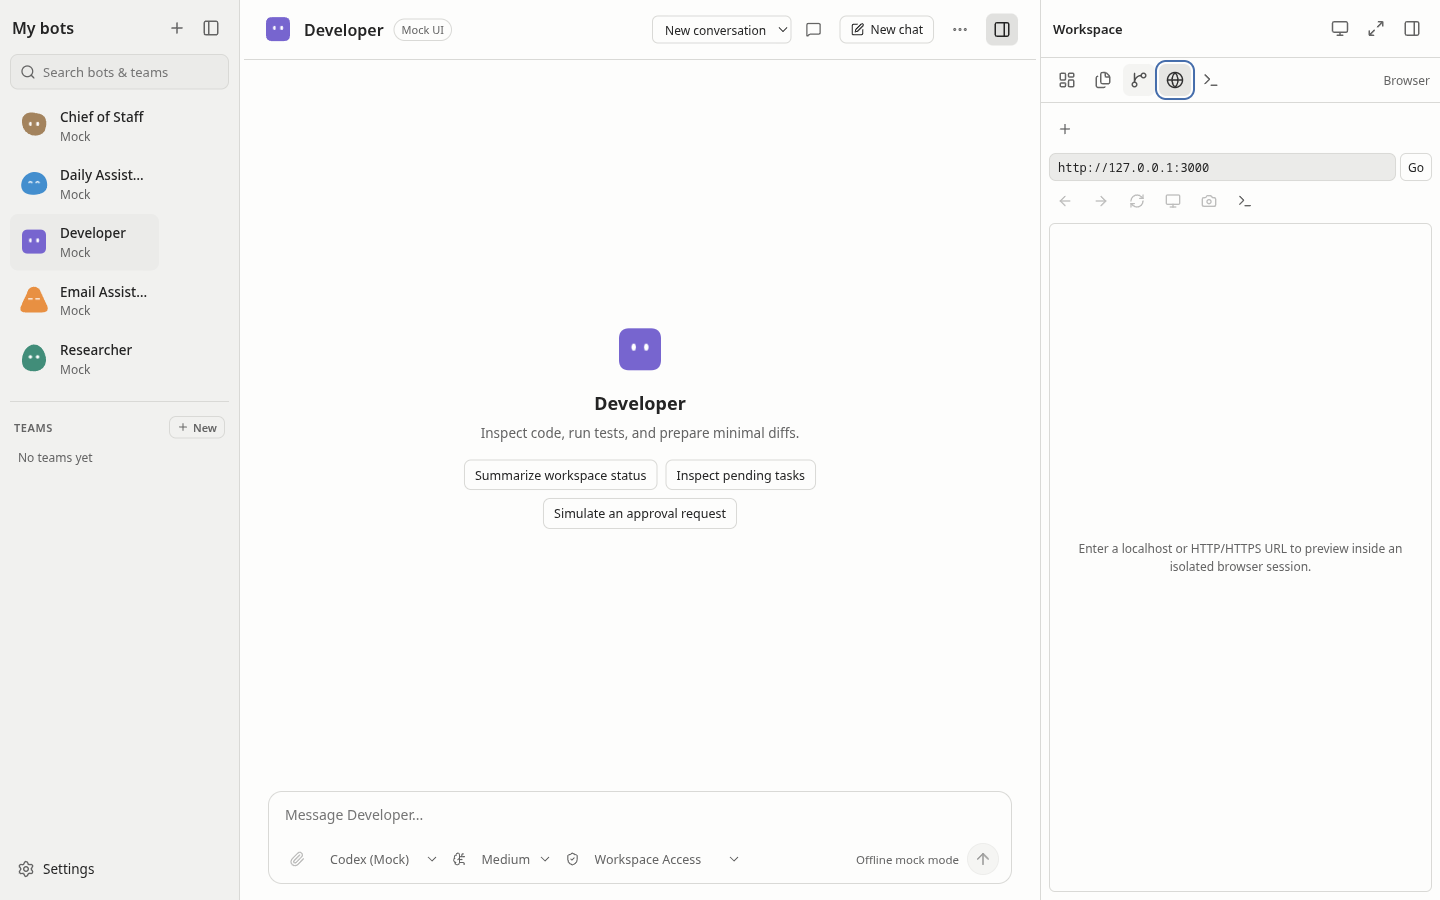 My bots
Search bots & teams
Chief of Staff
Mock
Daily Assist...
Mock
Developer
Mock
Email Assist...
Mock
Researcher
Mock
TEAMS
New
No teams yet
Settings
Developer
Mock UI
New conversation
New chat
Developer
Inspect code, run tests, and prepare minimal diffs.
Summarize workspace status
Inspect pending tasks
Simulate an approval request
Message Developer...
Codex (Mock)
Medium
Workspace Access
Offline mock mode
Workspace
Browser
http://127.0.0.1:3000
Go
Enter a localhost or HTTP/HTTPS URL to preview inside an
isolated browser session.